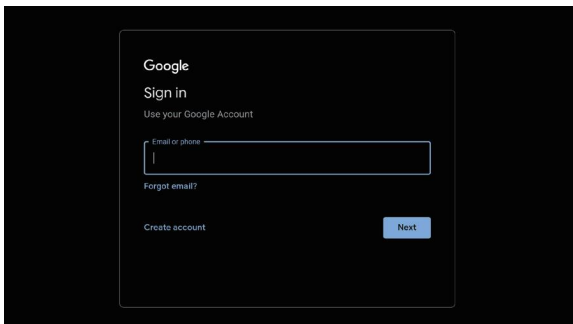 Google
Sign in
Use your Google Account
Email or phone
Forgot email?
Create account
Next